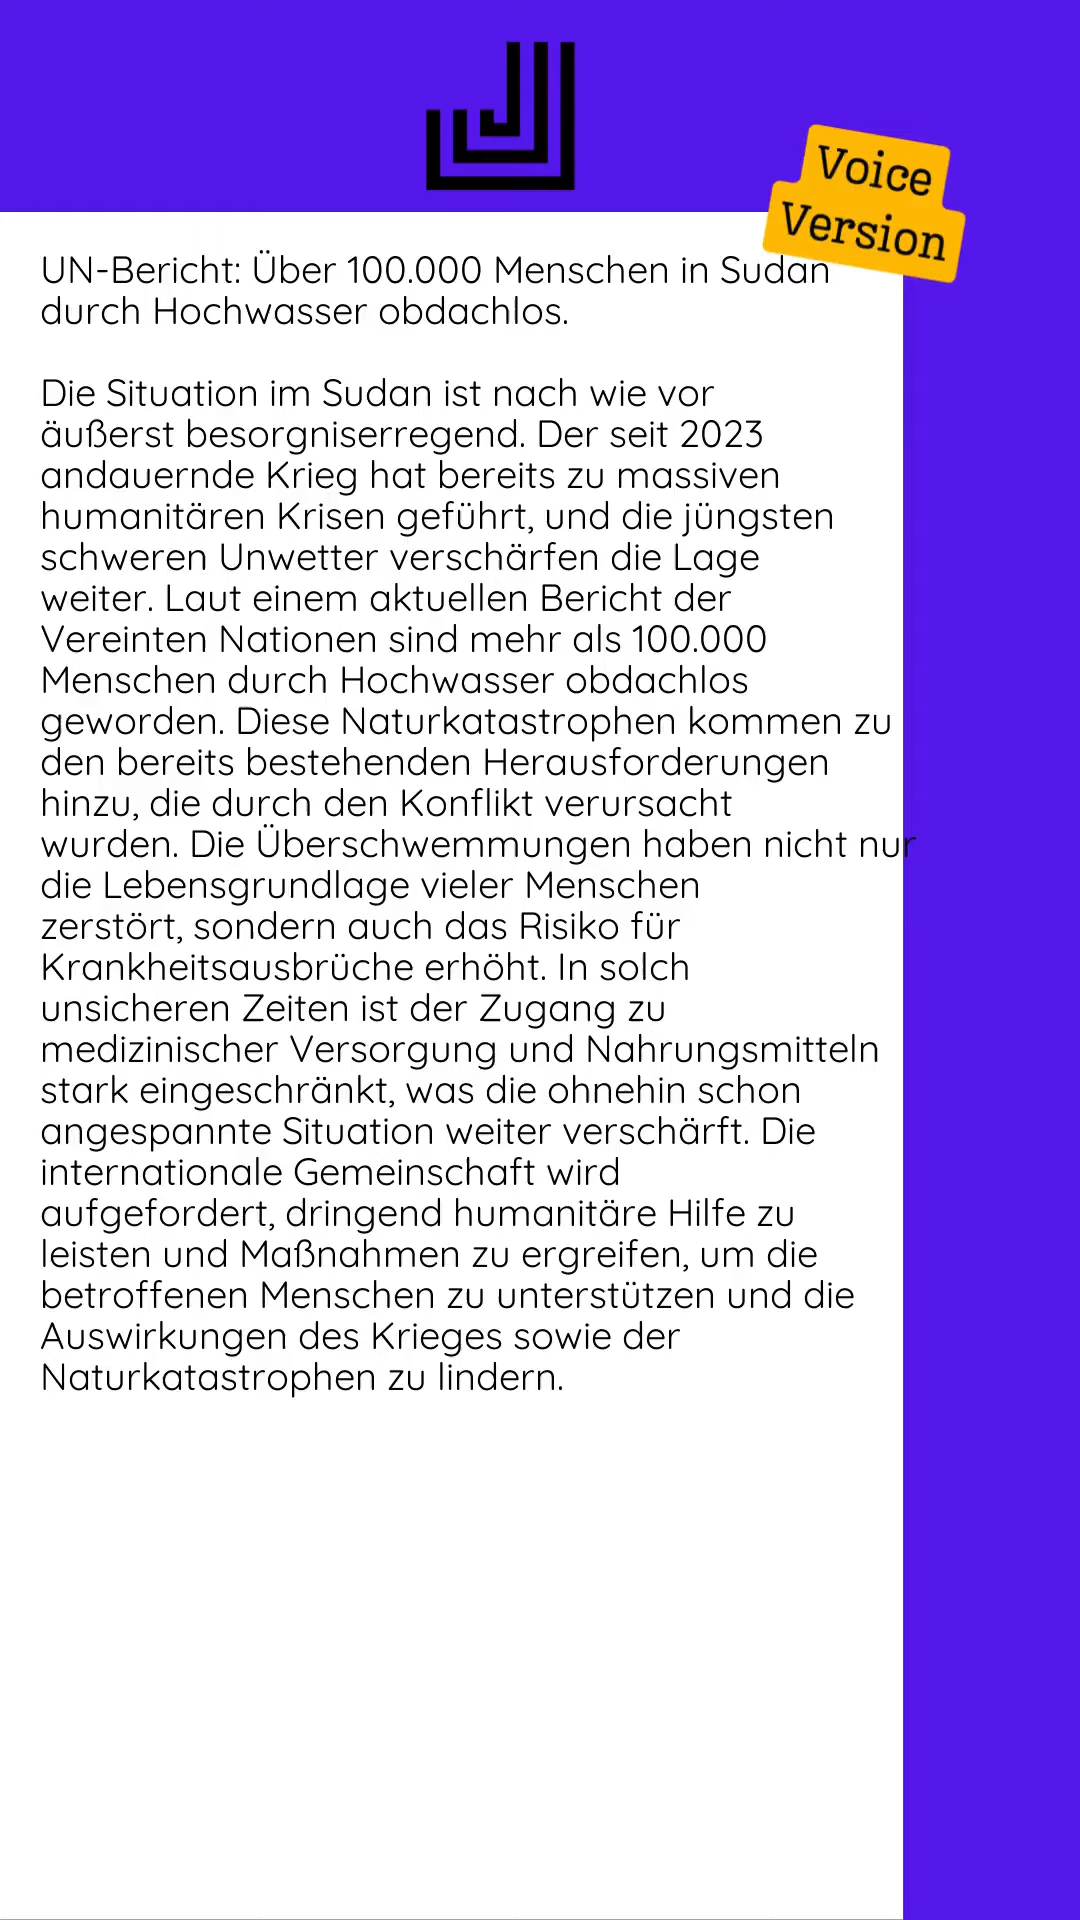 Voice
Version
UN-Bericht: Über 100.000 Menschen in Sudan
durch Hochwasser obdachlos.
Die Situation im Sudan ist nach wie vor
äußerst besorgniserregend. Der seit 2023
andauernde Krieg hat bereits zu massiven
humanitären Krisen geführt, und die jüngsten
schweren Unwetter verschärfen die Lage
weiter. Laut einem aktuellen Bericht der
Vereinten Nationen sind mehr als 100.000
Menschen durch Hochwasser obdachlos
geworden. Diese Naturkatastrophen kommen zu
den bereits bestehenden Herausforderungen
hinzu, die durch den Konflikt verursacht
wurden. Die Überschwemmungen haben nicht nur
die Lebensgrundlage vieler Menschen
zerstört, sondern auch das Risiko für
Krankheitsausbrüche erhöht. In solch
unsicheren Zeiten ist der Zugang zu
medizinischer Versorgung und Nahrungsmitteln
stark eingeschränkt, was die ohnehin schon
angespannte Situation weiter verschärft. Die
internationale Gemeinschaft wird
aufgefordert, dringend humanitäre Hilfe zu
leisten und Maßnahmen zu ergreifen, um die
betroffenen Menschen zu unterstützen und die
Auswirkungen des Krieges sowie der
Naturkatastrophen zu lindern.